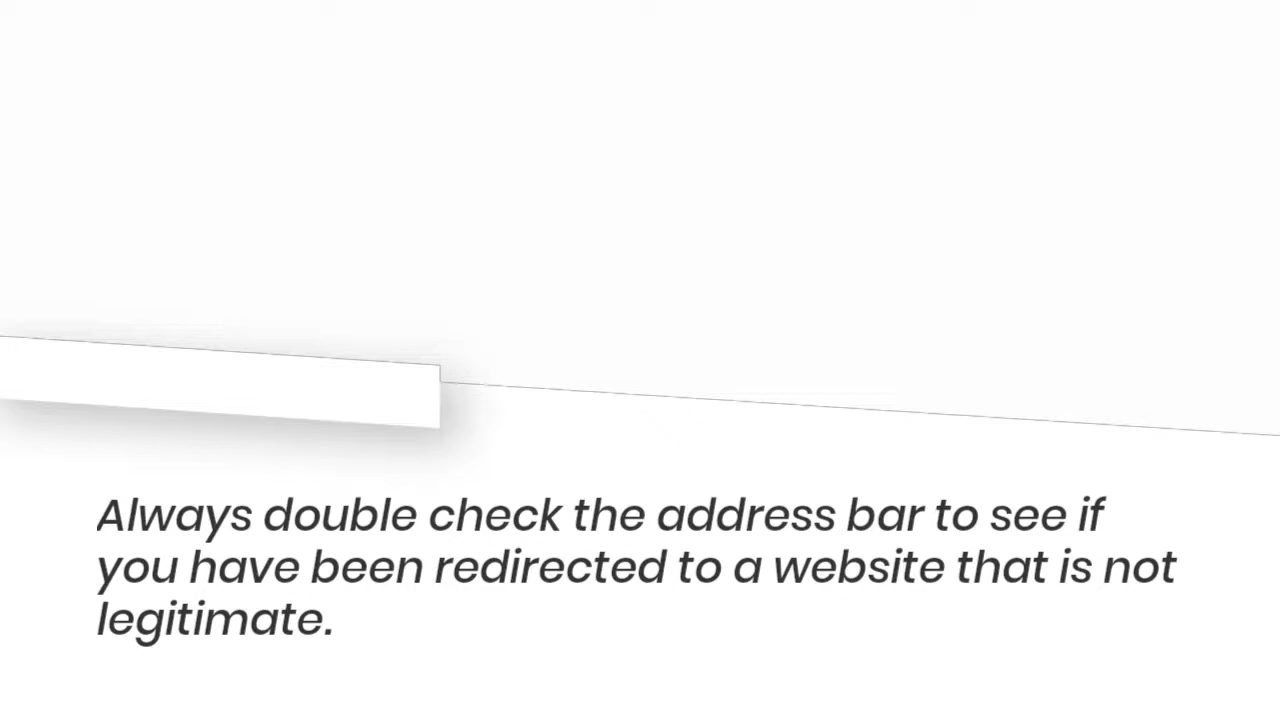 Always double check the address bar to see if
you have been redirected to a website that is not
legitimate.